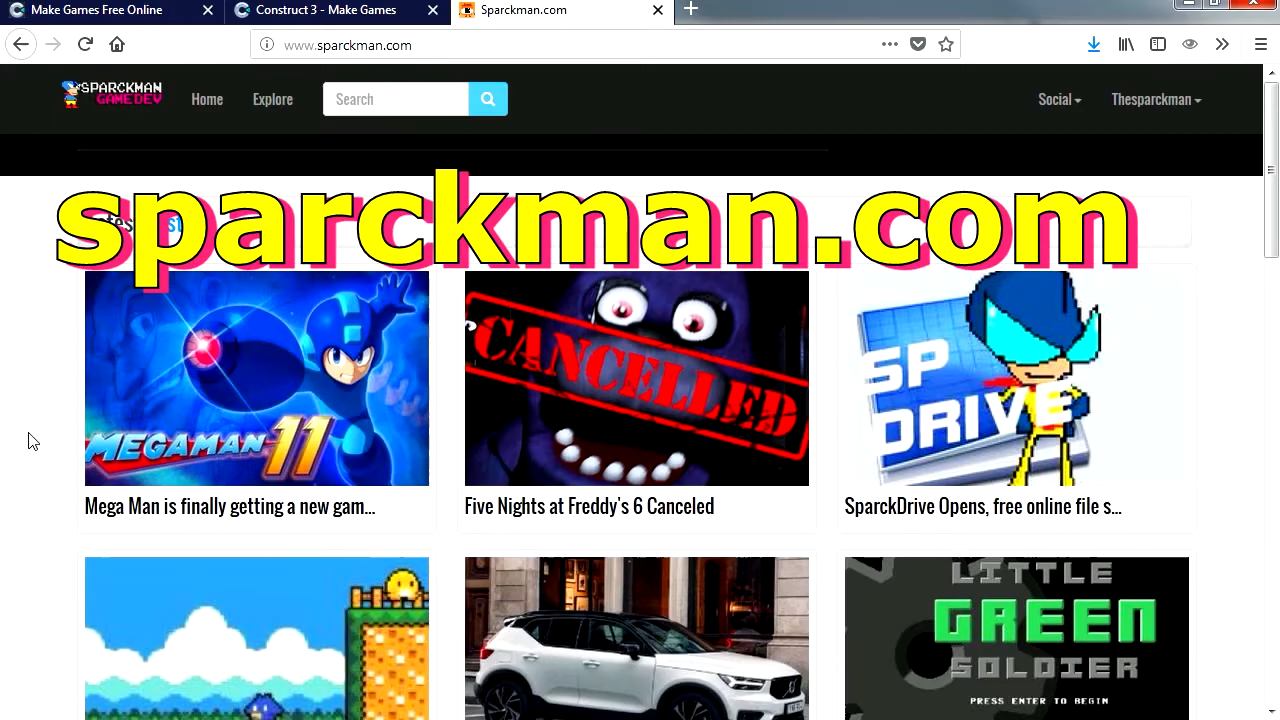 Make Games Free Online
Construct 3 - Make Games
Sparckman.com
www.sparckman.com
SPARCKMAN
GAMEDEV
Home
Explore
Search
Social
Thesparckman
sparckman.com
MEGAMAN 11
CANCELLED
SP
DRIVE
Mega Man is finally getting a new gam...
Five Nights at Freddy's 6 Canceled
SparckDrive Opens, free online file s...
LITTLE
GREEN
SOLDIER
PRESS ENTER TO BEGIN